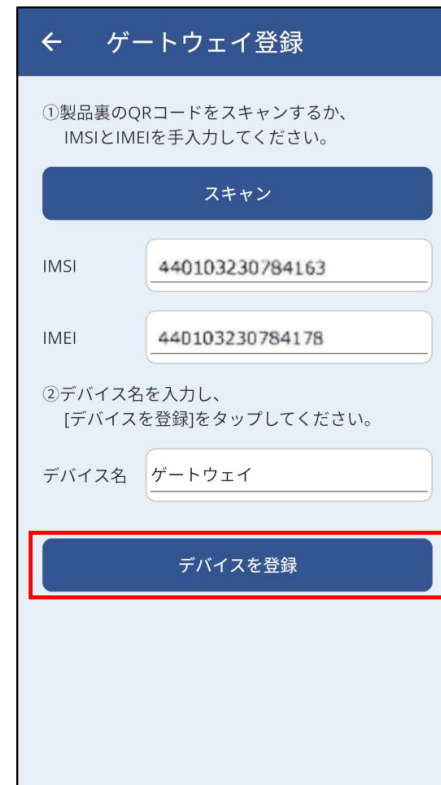 ← ゲートウェイ登録
①製品裏のQRコードをスキャンするか、
IMSIとIMEIを手入力してください。
スキャン
IMSI 440103230784163
IMEI 440103230784178
②デバイス名を入力し、
[デバイスを登録]をタップしてください。
デバイス名 ゲートウェイ
デバイスを登録